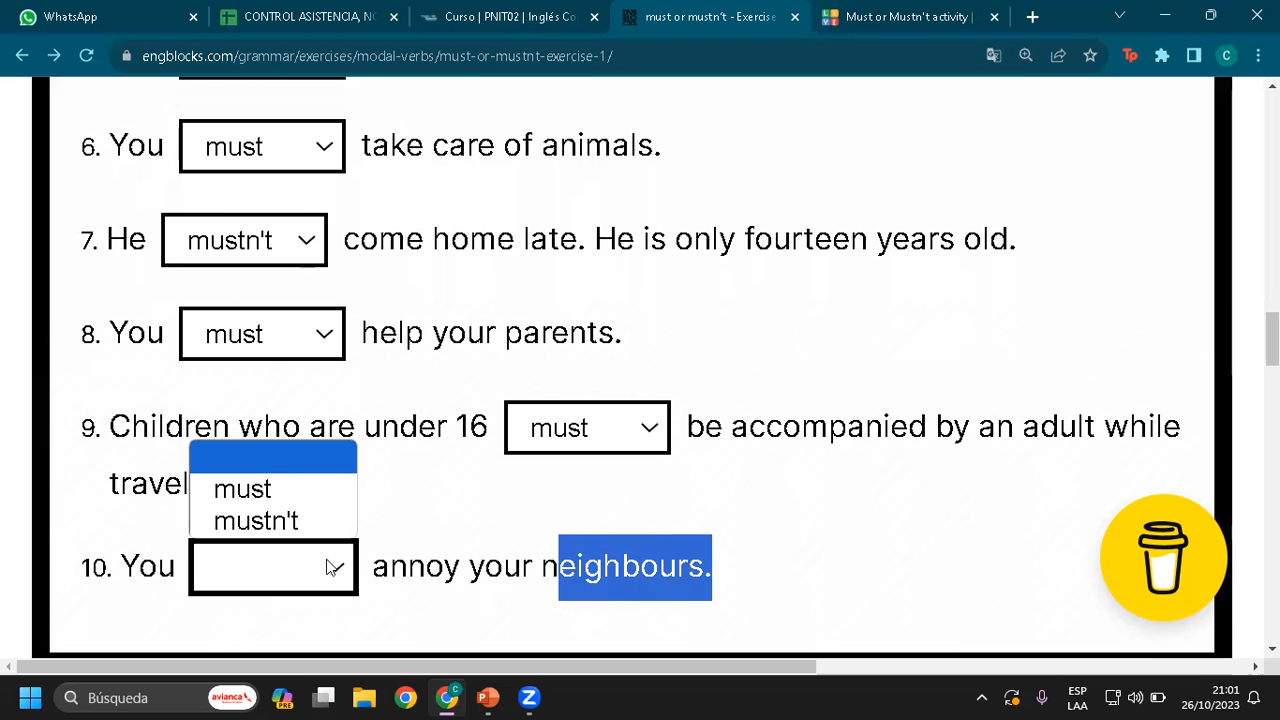 WhatsApp
CONTROL ASISTENCIA, NO
Curso | PNIT02 | Inglés Co
must or mustn't - Exercise
Must or Mustn't activity |
engblocks.com/grammar/exercises/modal-verbs/must-or-mustnt-exercise-1/
Tp
C
6. You must take care of animals.
7. He mustn't come home late. He is only fourteen years old.
8. You must help your parents.
9. Children who are under 16 must be accompanied by an adult while
travel
must
mustn't
10. You annoy your neighbours.
Búsqueda
avianca
PRE
ESP
LAA
21:01
26/10/2023